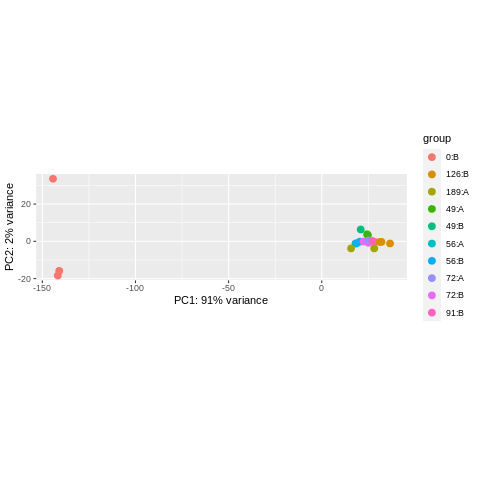 group
0:B
126:B
189:A
49:A
49:B
56:A
56:B
72:A
72:B
91:B
PC2: 2% variance
20
0
-20
-150
-100
-50
0
PC1: 91% variance